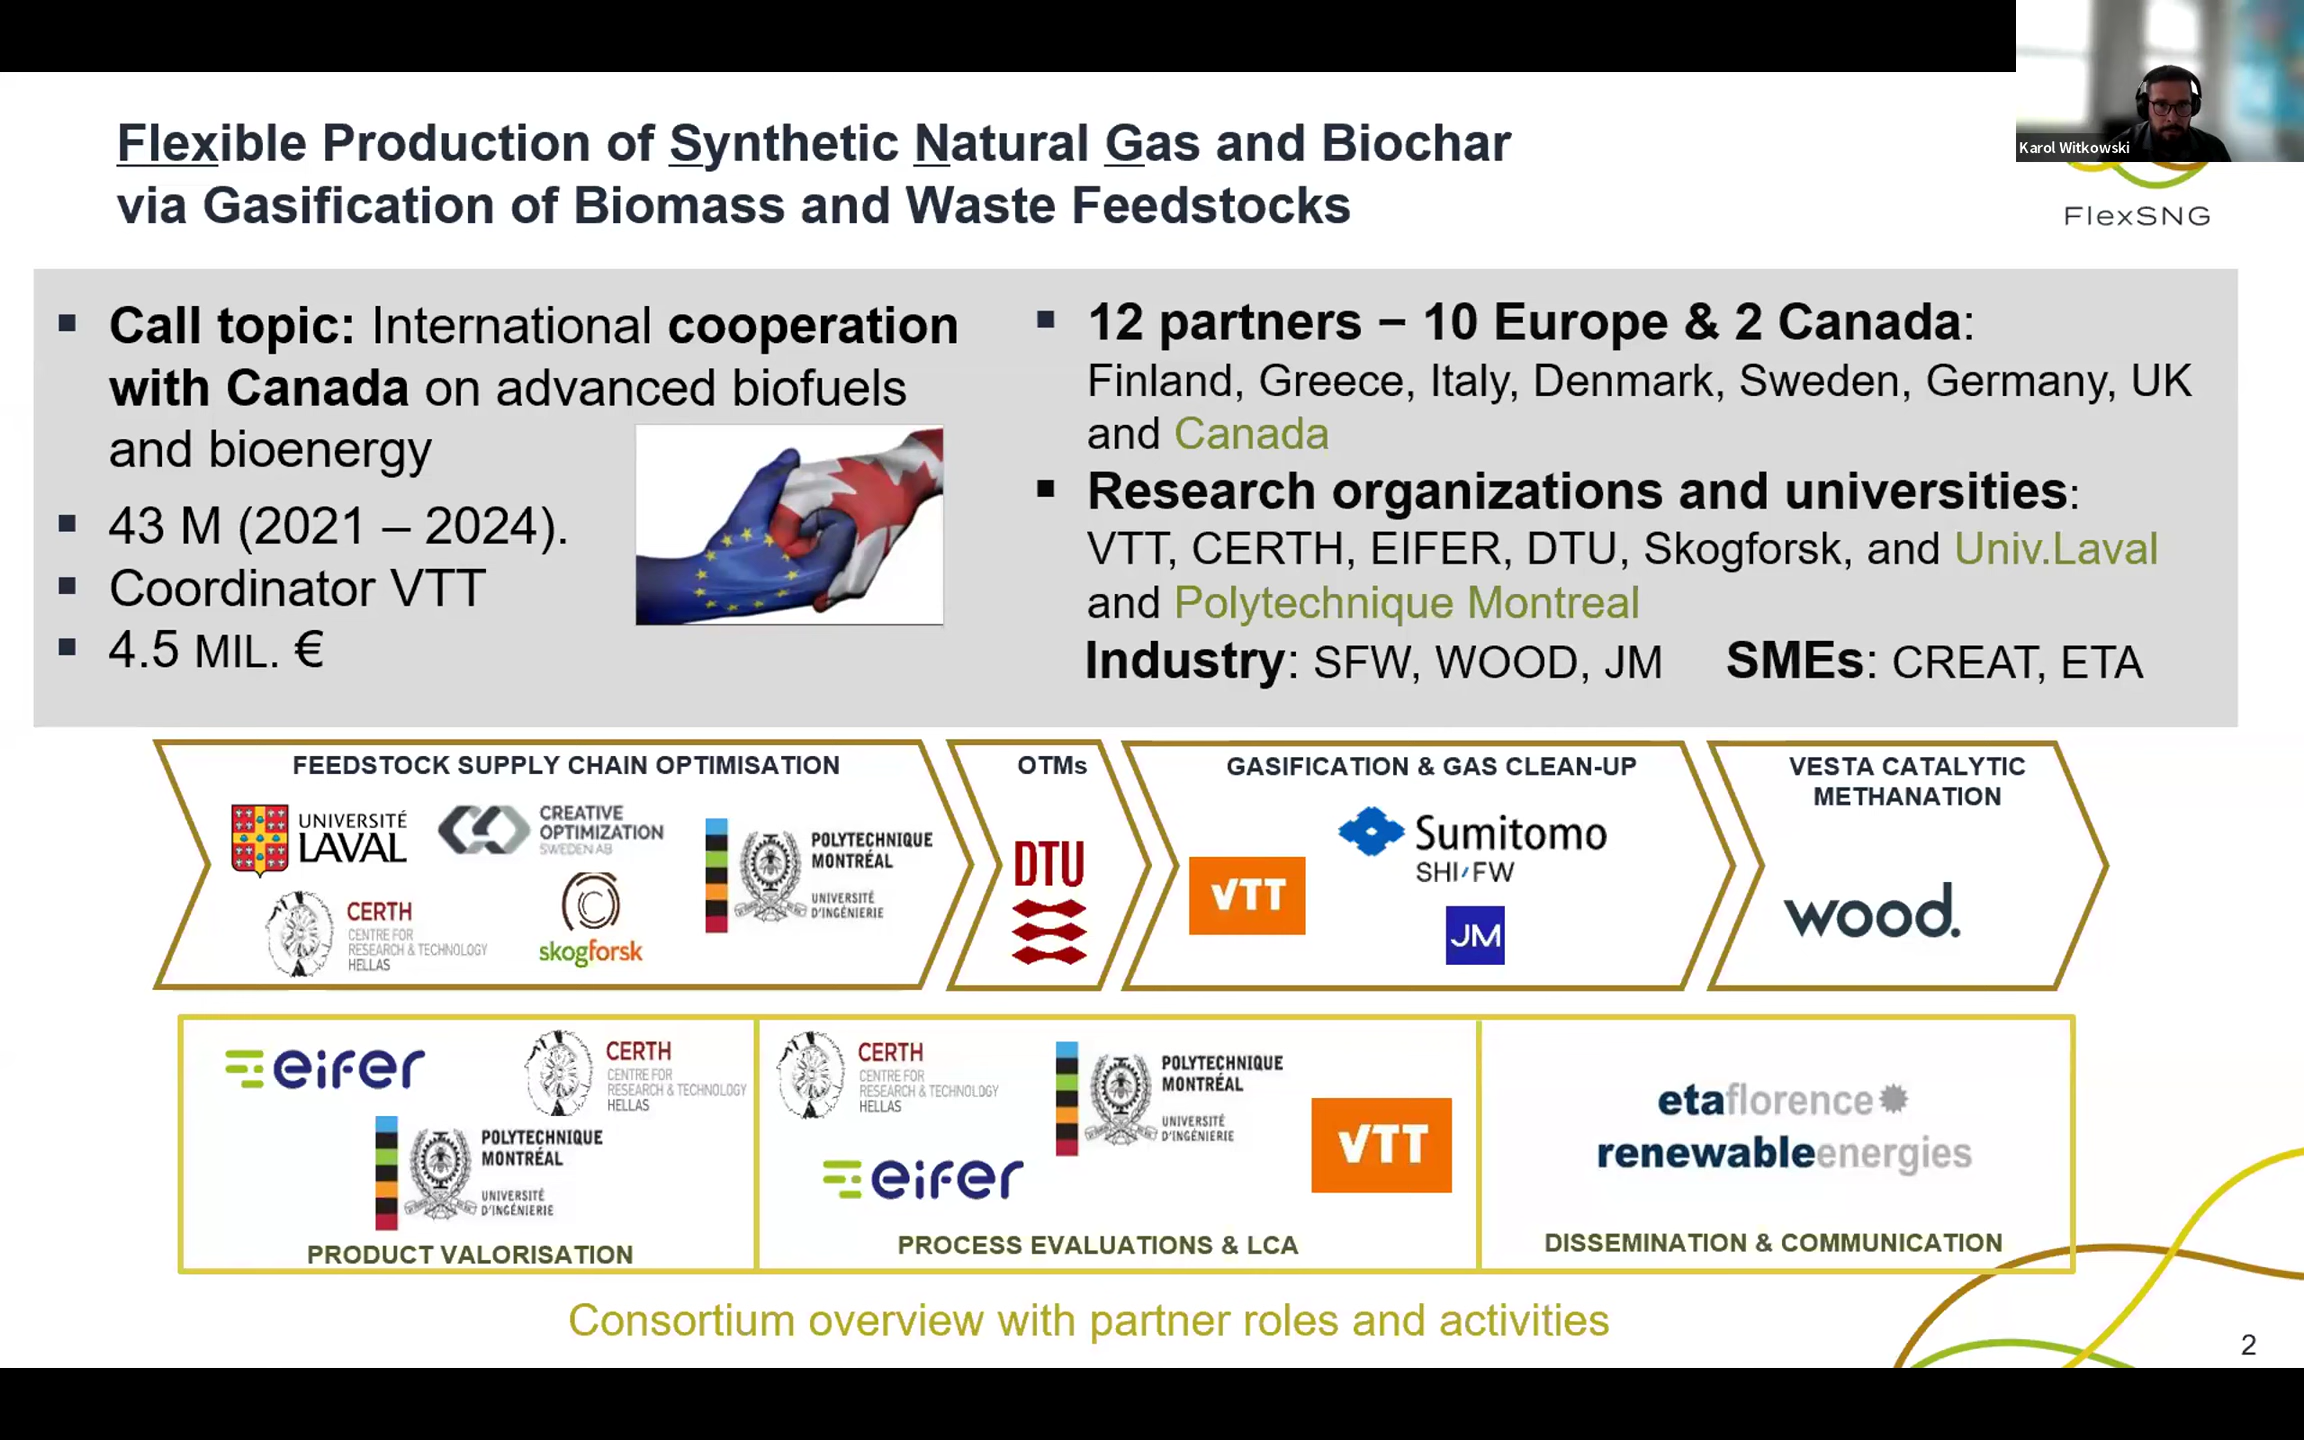 Karol Witkowski
Flexible Production of Synthetic Natural Gas and Biochar
via Gasification of Biomass and Waste Feedstocks
FlexSNG
▪ Call topic: International cooperation
with Canada on advanced biofuels
and bioenergy
▪ 43 M (2021 – 2024).
▪ Coordinator VTT
▪ 4.5 MIL. €
▪ 12 partners – 10 Europe & 2 Canada:
Finland, Greece, Italy, Denmark, Sweden, Germany, UK
and Canada
▪ Research organizations and universities:
VTT, CERTH, EIFER, DTU, Skogforsk, and Univ.Laval
and Polytechnique Montreal
Industry: SFW, WOOD, JM SMEs: CREAT, ETA
FEEDSTOCK SUPPLY CHAIN OPTIMISATION
UNIVERSITÉ
LAVAL
CREATIVE
OPTIMIZATION
SWEDEN AB
POLYTECHNIQUE
MONTRÉAL
UNIVERSITÉ
D'INGÉNIERIE
CERTH
CENTRE FOR
RESEARCH & TECHNOLOGY
HELLAS
skogforsk
OTMs
DTU
GASIFICATION & GAS CLEAN-UP
VTT
Sumitomo
SHI FW
JM
VESTA CATALYTIC
METHANATION
wood.
eifer
CERTH
CENTRE FOR
RESEARCH & TECHNOLOGY
HELLAS
POLYTECHNIQUE
MONTRÉAL
UNIVERSITÉ
D'INGÉNIERIE
PRODUCT VALORISATION
CERTH
CENTRE FOR
RESEARCH & TECHNOLOGY
HELLAS
POLYTECHNIQUE
MONTRÉAL
UNIVERSITÉ
D'INGÉNIERIE
eifer
VTT
PROCESS EVALUATIONS & LCA
etaflorence
renewableenergies
DISSEMINATION & COMMUNICATION
Consortium overview with partner roles and activities
2